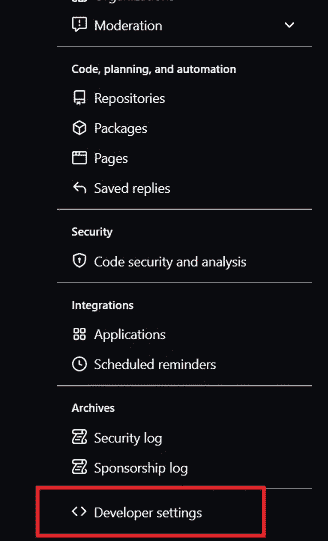 Moderation
Code, planning, and automation
Repositories
Packages
Pages
Saved replies
Security
Code security and analysis
Integrations
Applications
Scheduled reminders
Archives
Security log
Sponsorship log
Developer settings